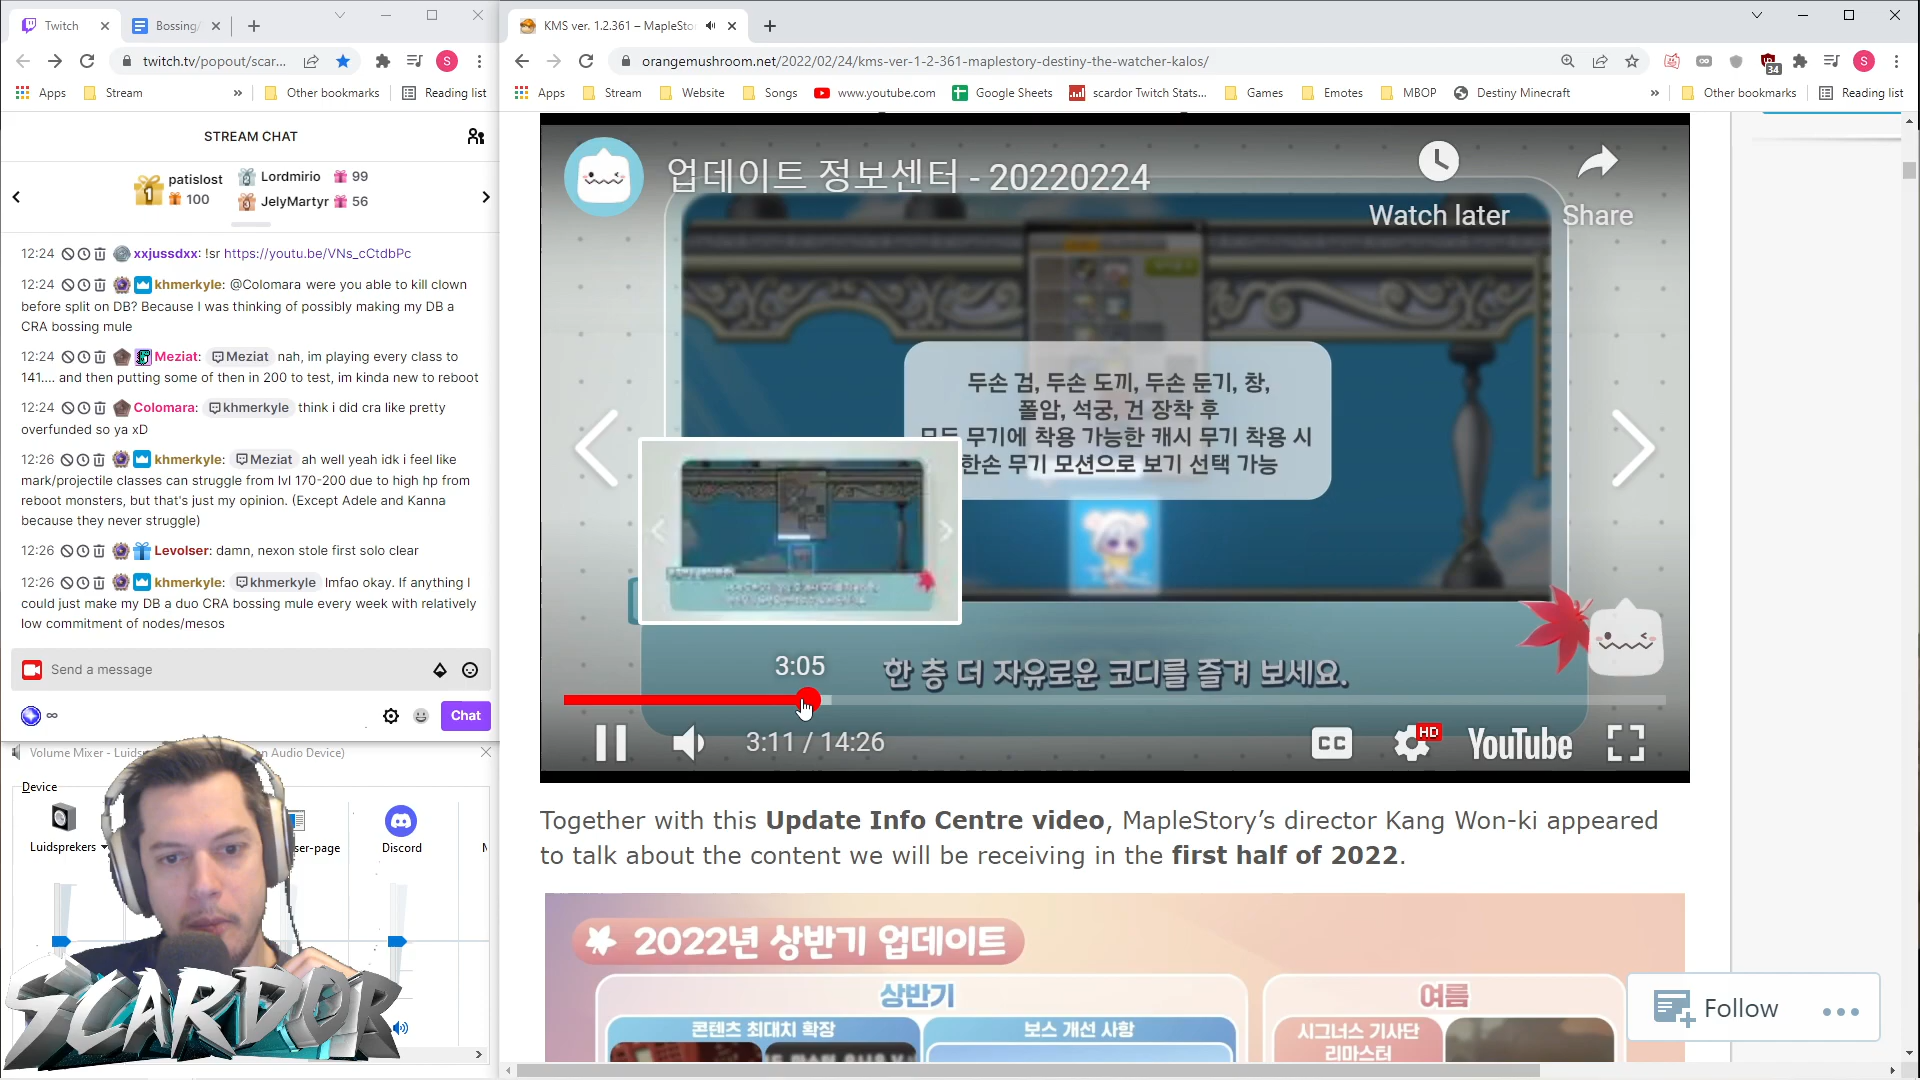 Twitch
Bossing/
KMS ver. 1.2.361 – MapleSto
twitch.tv/popout/scar...
S
orangemushroom.net/2022/02/24/kms-ver-1-2-361-maplestory-destiny-the-watcher-kalos/
34
S
Apps
Stream
»
Other bookmarks
Reading list
Apps
Stream
Website
Songs
www.youtube.com
Google Sheets
scardor Twitch Stats...
Games
Emotes
MBOP
Destiny Minecraft
»
Other bookmarks
Reading list
STREAM CHAT
1
patislost
100
Lordmirio 99
JelyMartyr 56
12:24 xxjussdxx: !sr https://youtu.be/VNs_cCtdbPc
12:24 khmerkyle: @Colomara were you able to kill clown
before split on DB? Because I was thinking of possibly making my DB a
CRA bossing mule
12:24 Meziat: Meziat nah, im playing every class to
141.... and then putting some of then in 200 to test, im kinda new to reboot
12:24 Colomara: khmerkyle think i did cra like pretty
overfunded so ya xD
12:26 khmerkyle: Meziat ah well yeah idk i feel like
mark/projectile classes can struggle from lvl 170-200 due to high hp from
reboot monsters, but that's just my opinion. (Except Adele and Kanna
because they never struggle)
12:26 Levolser: damn, nexon stole first solo clear
12:26 khmerkyle: khmerkyle lmfao okay. If anything I
could just make my DB a duo CRA bossing mule every week with relatively
low commitment of nodes/mesos
Send a message
∞
Chat
Volume Mixer - Luids
n Audio Device)
Device
Luidsprekers
ser-page
Discord
SCARDOR
업데이트 정보센터 - 20220224
Watch later
Share
두손 검, 두손 도끼, 두손 둔기, 창,
폴암, 석궁, 건 장착 후
모든 무기에 착용 가능한 캐시 무기 착용 시
한손 무기 모션으로 보기 선택 가능
3:05
한 층 더 자유로운 코디를 즐겨 보세요.
3:11 / 14:26
CC
HD
YouTube
Together with this Update Info Centre video, MapleStory’s director Kang Won-ki appeared
to talk about the content we will be receiving in the first half of 2022.
2022년 상반기 업데이트
상반기
여름
콘텐츠 최대치 확장
보스 개선 사항
시그너스 기사단
리마스터
Follow